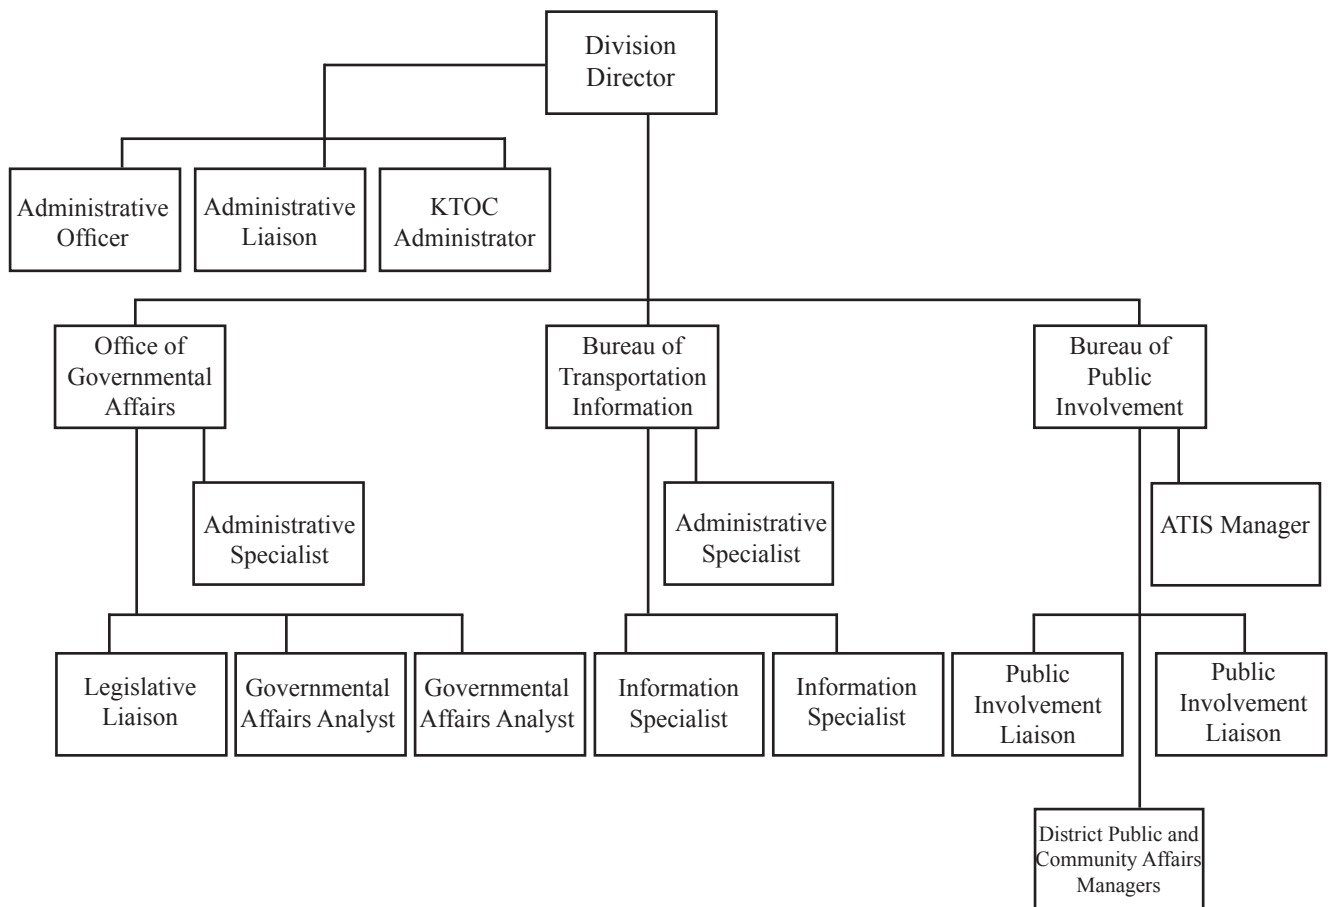 Division
Director
Administrative
Officer
Administrative
Liaison
KTOC
Administrator
Office of
Governmental
Affairs
Bureau of
Transportation
Information
Bureau of
Public
Involvement
Administrative
Specialist
Administrative
Specialist
ATIS Manager
Legislative
Liaison
Governmental
Affairs Analyst
Governmental
Affairs Analyst
Information
Specialist
Information
Specialist
Public
Involvement
Liaison
Public
Involvement
Liaison
District Public and
Community Affairs
Managers